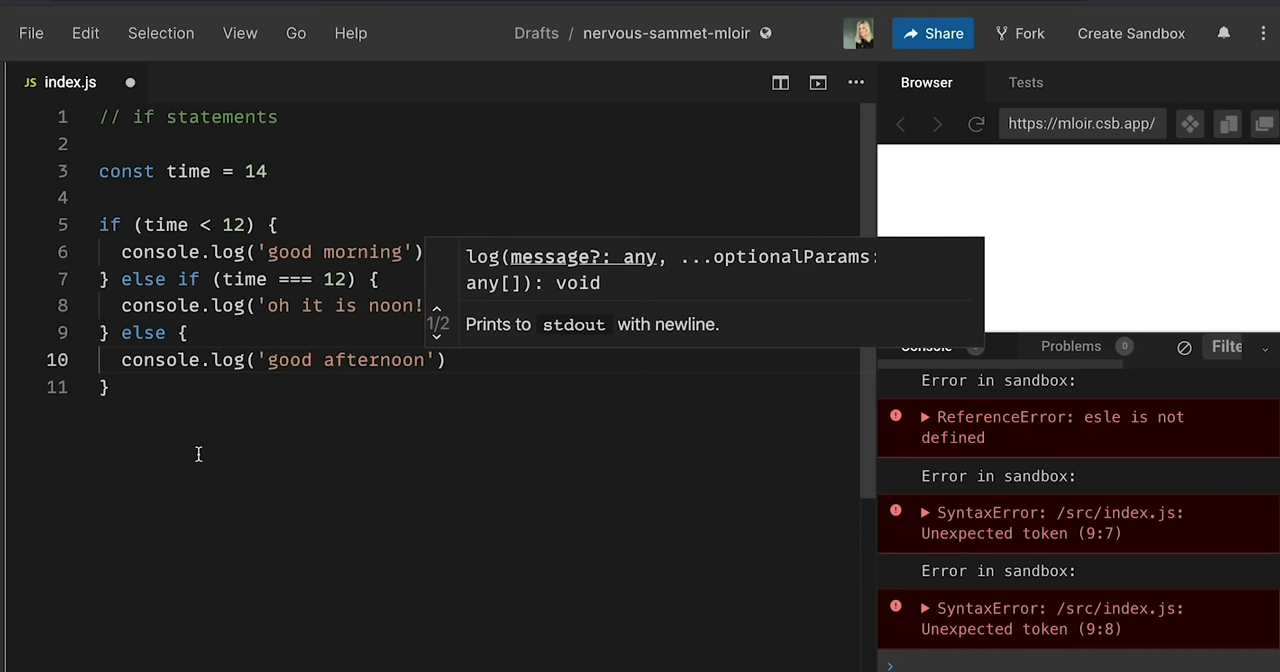 File Edit Selection View Go Help Drafts / nervous-sammet-mloir Share Fork Create Sandbox
JS index.js
1 // if statements
2
3 const time = 14
4
5 if (time < 12) {
6 console.log('good morning')
7 } else if (time === 12) {
8 console.log('oh it is noon!
9 } else {
10 console.log('good afternoon')
11 }
log(message?: any, ...optionalParams:
any[]): void
1/2
Prints to stdout with newline.
Browser Tests
https://mloir.csb.app/
Console Problems 0 Filte
Error in sandbox:
ReferenceError: esle is not
defined
Error in sandbox:
SyntaxError: /src/index.js:
Unexpected token (9:7)
Error in sandbox:
SyntaxError: /src/index.js:
Unexpected token (9:8)